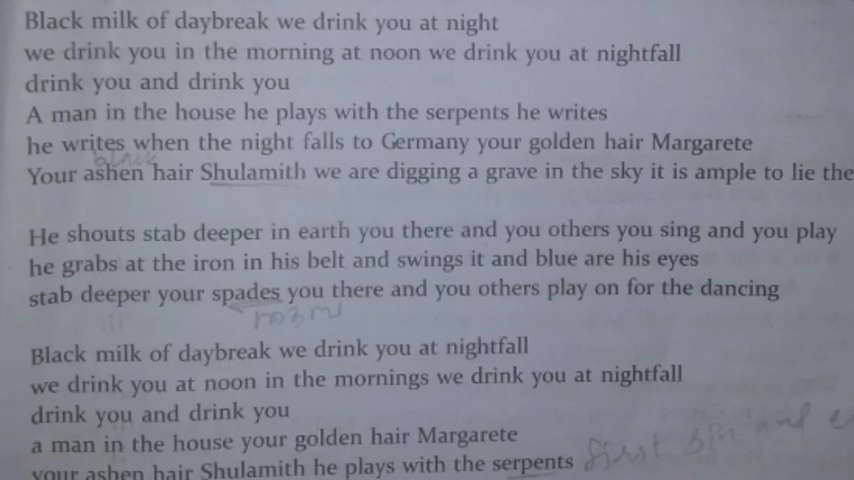 Black milk of daybreak we drink you at night
we drink you in the morning at noon we drink you at nightfall
drink you and drink you
A man in the house he plays with the serpents he writes
he writes when the night falls to Germany your golden hair Margarete
black
Your ashen hair Shulamith we are digging a grave in the sky it is ample to lie the
He shouts stab deeper in earth you there and you others you sing and you play
he grabs at the iron in his belt and swings it and blue are his eyes
stab deeper your spades you there and you others play on for the dancing
Black milk of daybreak we drink you at nightfall
we drink you at noon in the mornings we drink you at nightfall
drink you and drink you
a man in the house your golden hair Margarete
your ashen hair Shulamith he plays with the serpents first sin and